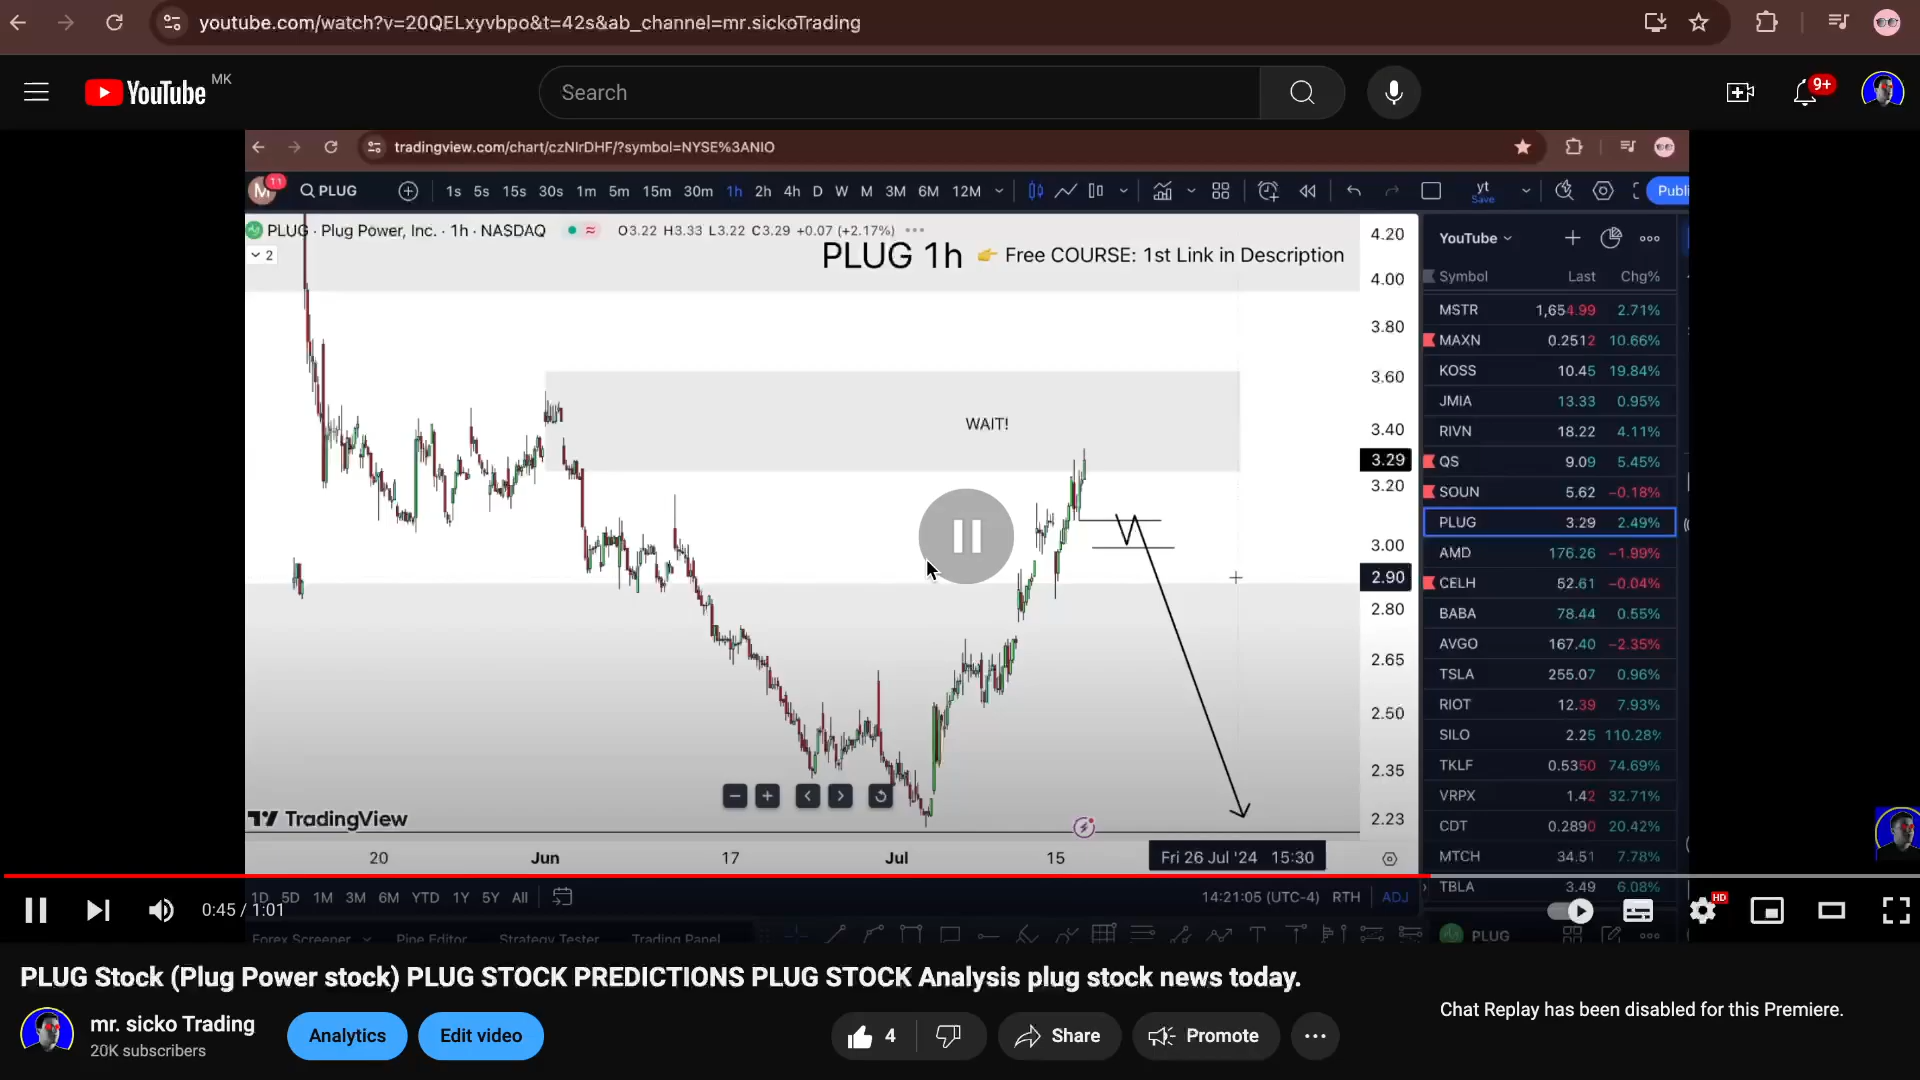 youtube.com/watch?v=20QELxyvbpo&t=42s&ab_channel=mr.sickoTrading
YouTube MK
Search
9+
tradingview.com/chart/czNIrDHF/?symbol=NYSE%3ANIO
M 11 PLUG 1s 5s 15s 30s 1m 5m 15m 30m 1h 2h 4h D W M 3M 6M 12M yt Save Publi
PLUG · Plug Power, Inc. · 1h · NASDAQ O3.22 H3.33 L3.22 C3.29 +0.07 (+2.17%)
2
PLUG 1h 👉 Free COURSE: 1st Link in Description
WAIT!
4.20
4.00
3.80
3.60
3.40
3.29
3.20
3.00
2.90
2.80
2.65
2.50
2.35
2.23
TradingView
20 Jun 17 Jul 15 Fri 26 Jul '24 15:30
YouTube
Symbol Last Chg%
MSTR 1,654.99 2.71%
MAXN 0.2512 10.66%
KOSS 10.45 19.84%
JMIA 13.33 0.95%
RIVN 18.22 4.11%
QS 9.09 5.45%
SOUN 5.62 −0.18%
PLUG 3.29 2.49%
AMD 176.26 −1.99%
CELH 52.61 −0.04%
BABA 78.44 0.55%
AVGO 167.40 −2.35%
TSLA 255.07 0.96%
RIOT 12.39 7.93%
SILO 2.25 110.28%
TKLF 0.5350 74.69%
VRPX 1.42 32.71%
CDT 0.2890 20.42%
MTCH 34.51 7.78%
TBLA 3.49 6.08%
1D 5D 1M 3M 6M YTD 1Y 5Y All 14:21:05 (UTC-4) RTH ADJ
0:45 / 1:01
HD
Forex Screener Pine Editor Strategy Tester Trading Panel
PLUG
PLUG Stock (Plug Power stock) PLUG STOCK PREDICTIONS PLUG STOCK Analysis plug stock news today.
mr. sicko Trading
20K subscribers
Analytics
Edit video
4
Share
Promote
Chat Replay has been disabled for this Premiere.